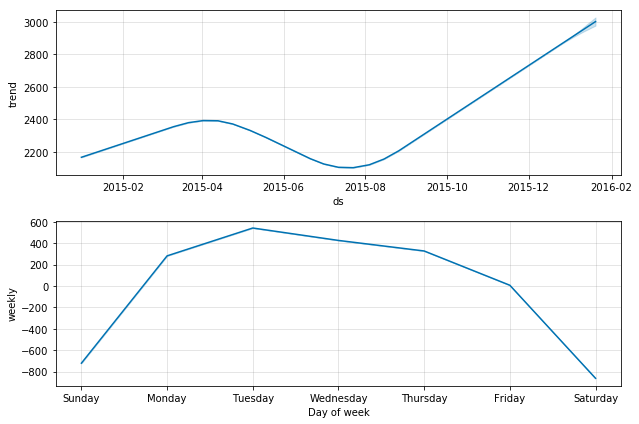 3000
2800
2600
2400
2200
trend
2015-02 2015-04 2015-06 2015-08 2015-10 2015-12 2016-02
ds
600
400
200
0
−200
−400
−600
−800
weekly
Sunday Monday Tuesday Wednesday Thursday Friday Saturday
Day of week